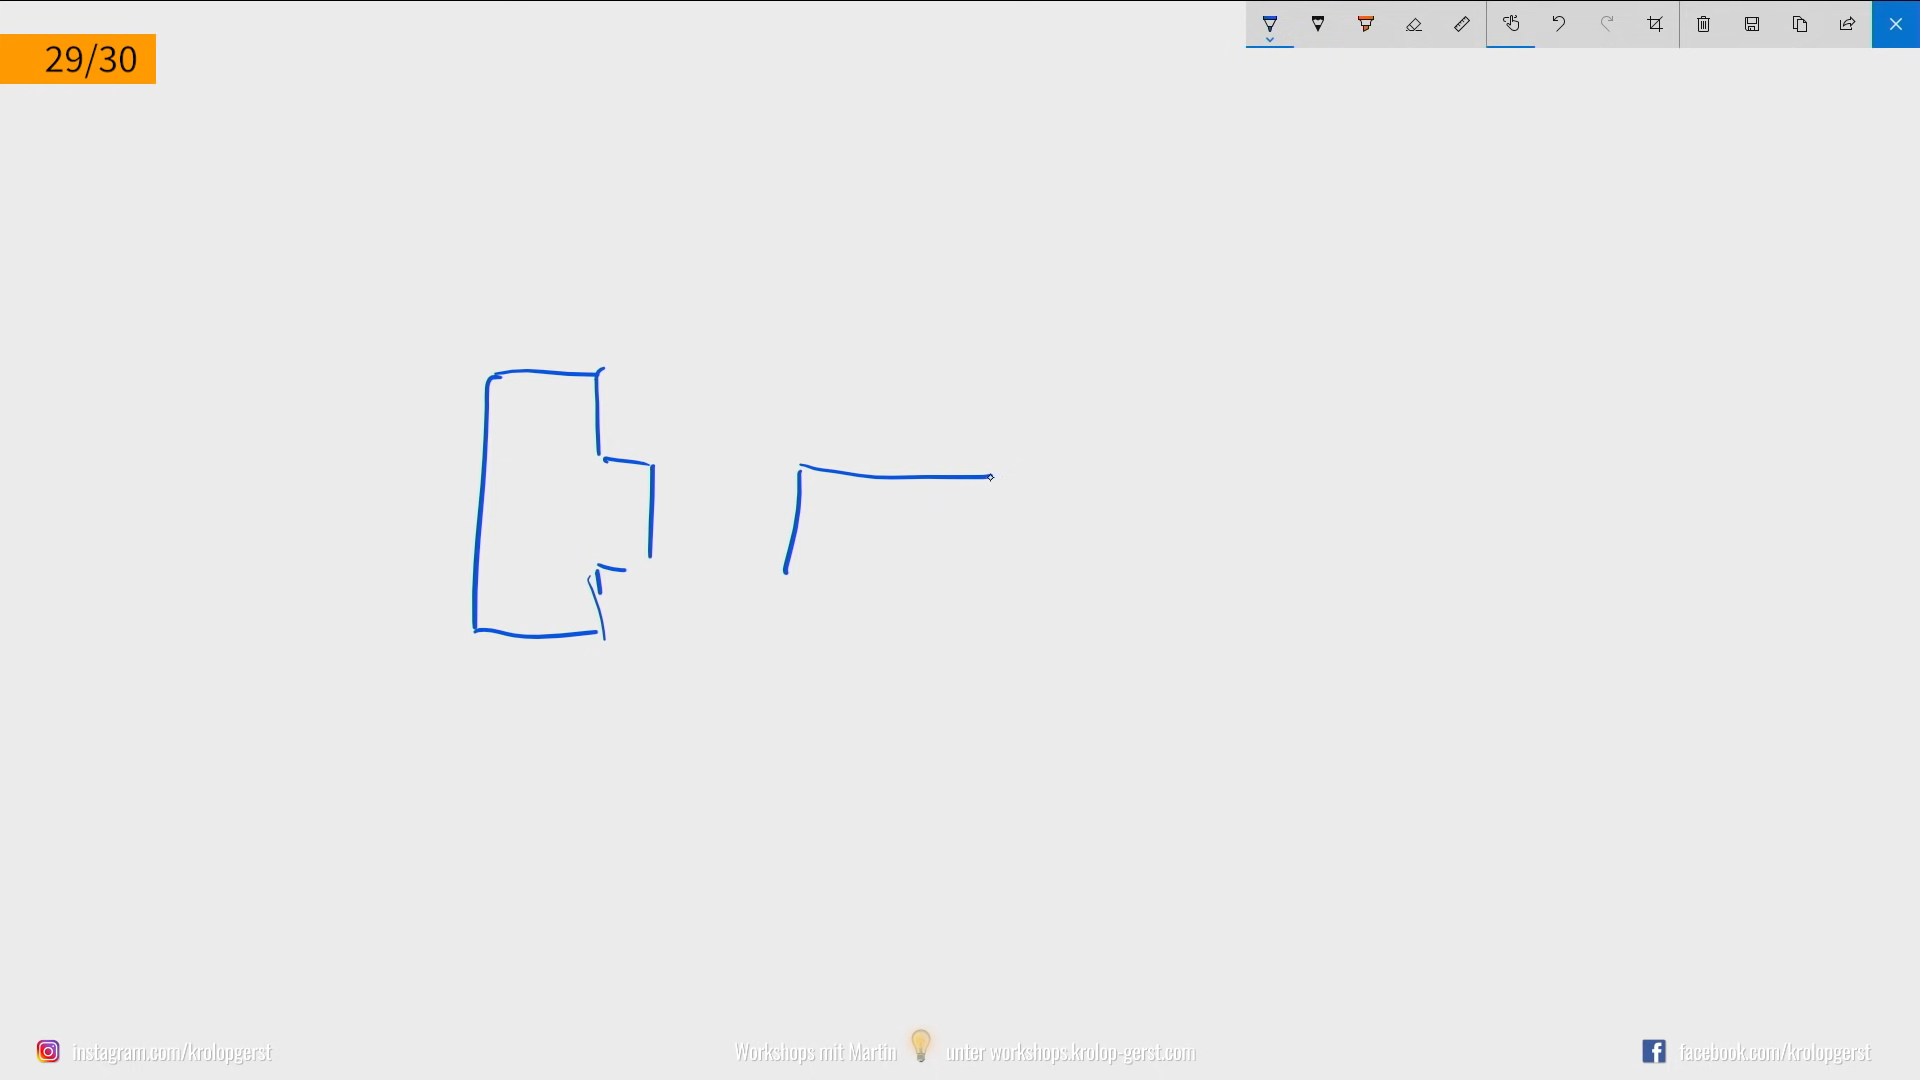 29/30
instagram.com/krolopgerst
Workshops mit Martin unter workshops.krolop-gerst.com
facebook.com/krolopgerst